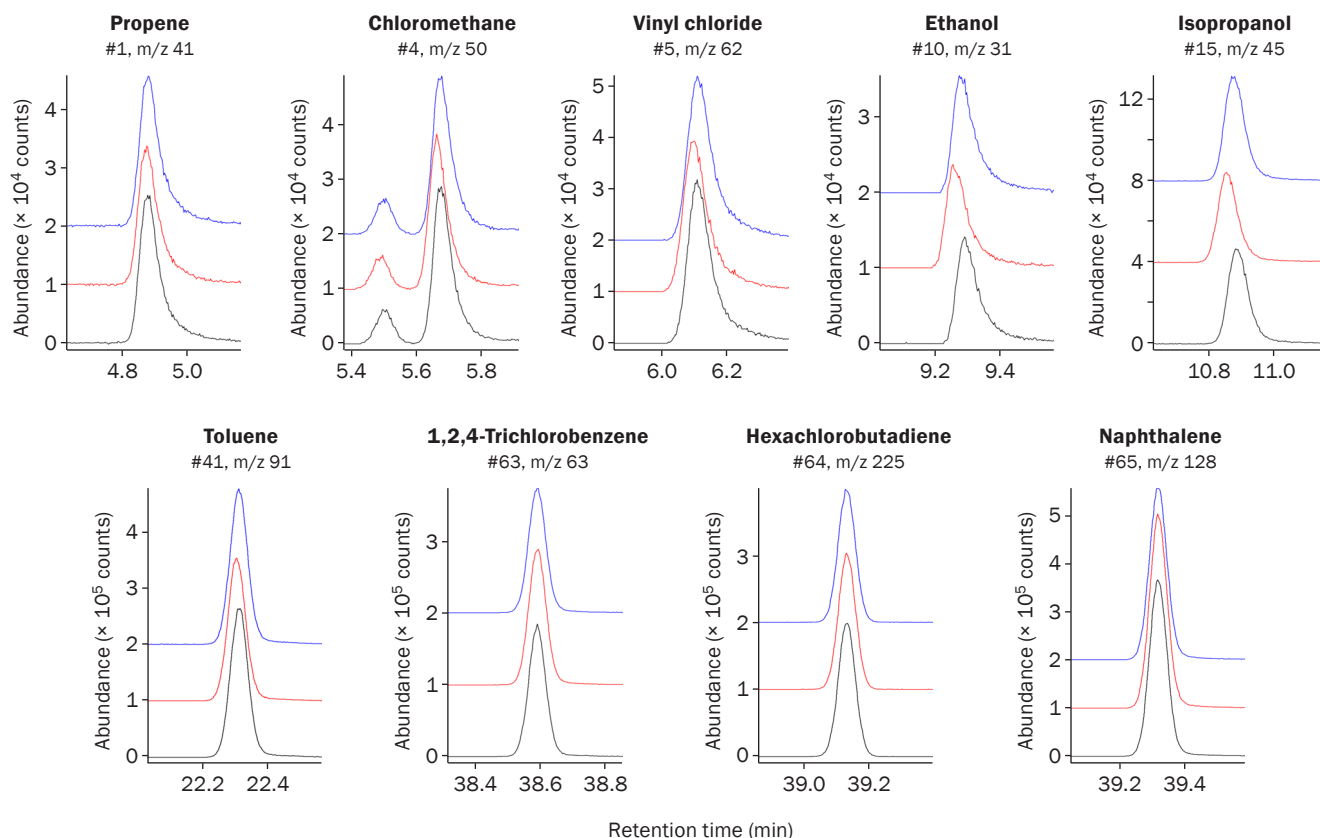 Propene
#1, m/z 41
Abundance (× 10⁴ counts)
4
3
2
1
0
4.8 5.0
Chloromethane
#4, m/z 50
Abundance (× 10⁴ counts)
4
3
2
1
0
5.4 5.6 5.8
Vinyl chloride
#5, m/z 62
Abundance (× 10⁴ counts)
5
4
3
2
1
0
6.0 6.2
Ethanol
#10, m/z 31
Abundance (× 10⁴ counts)
3
2
1
0
9.2 9.4
Isopropanol
#15, m/z 45
Abundance (× 10⁴ counts)
12
8
4
0
10.8 11.0
Toluene
#41, m/z 91
Abundance (× 10⁵ counts)
4
3
2
1
0
22.2 22.4
1,2,4-Trichlorobenzene
#63, m/z 63
Abundance (× 10⁵ counts)
3
2
1
0
38.4 38.6 38.8
Hexachlorobutadiene
#64, m/z 225
Abundance (× 10⁵ counts)
3
2
1
0
39.0 39.2
Naphthalene
#65, m/z 128
Abundance (× 10⁵ counts)
5
4
3
2
1
0
39.2 39.4
Retention time (min)